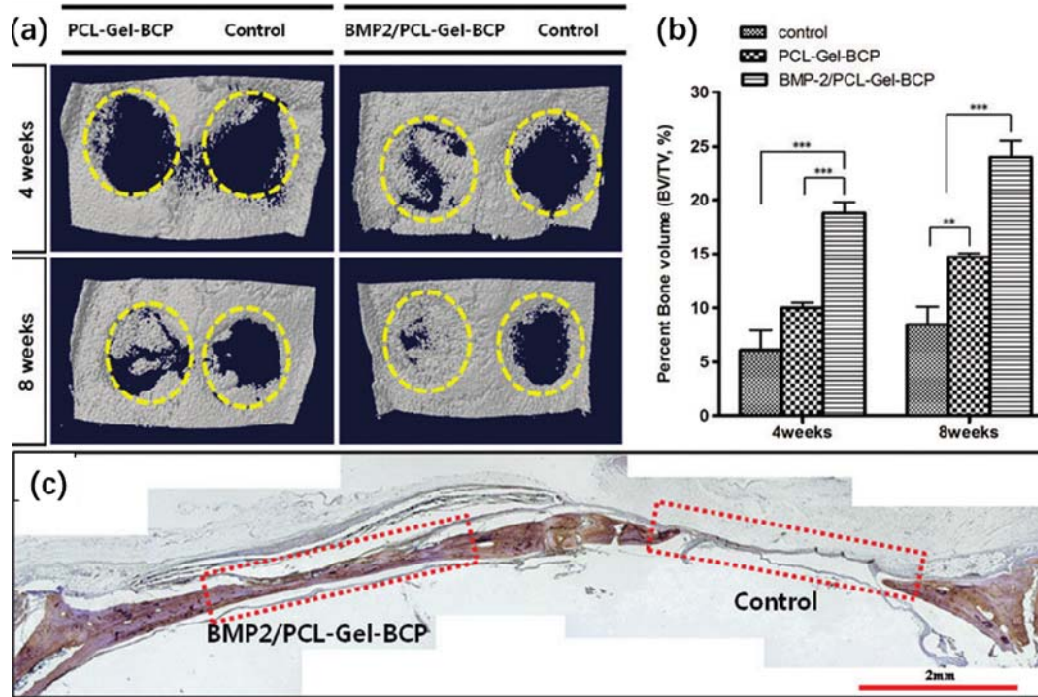 (a)
PCL-Gel-BCP Control
BMP2/PCL-Gel-BCP Control
4 weeks
8 weeks
(b)
control
PCL-Gel-BCP
BMP-2/PCL-Gel-BCP
Percent Bone volume (BV/TV, %)
30
25
20
15
10
5
0
***
***
***
**
4weeks
8weeks
(c)
BMP2/PCL-Gel-BCP
Control
2mm